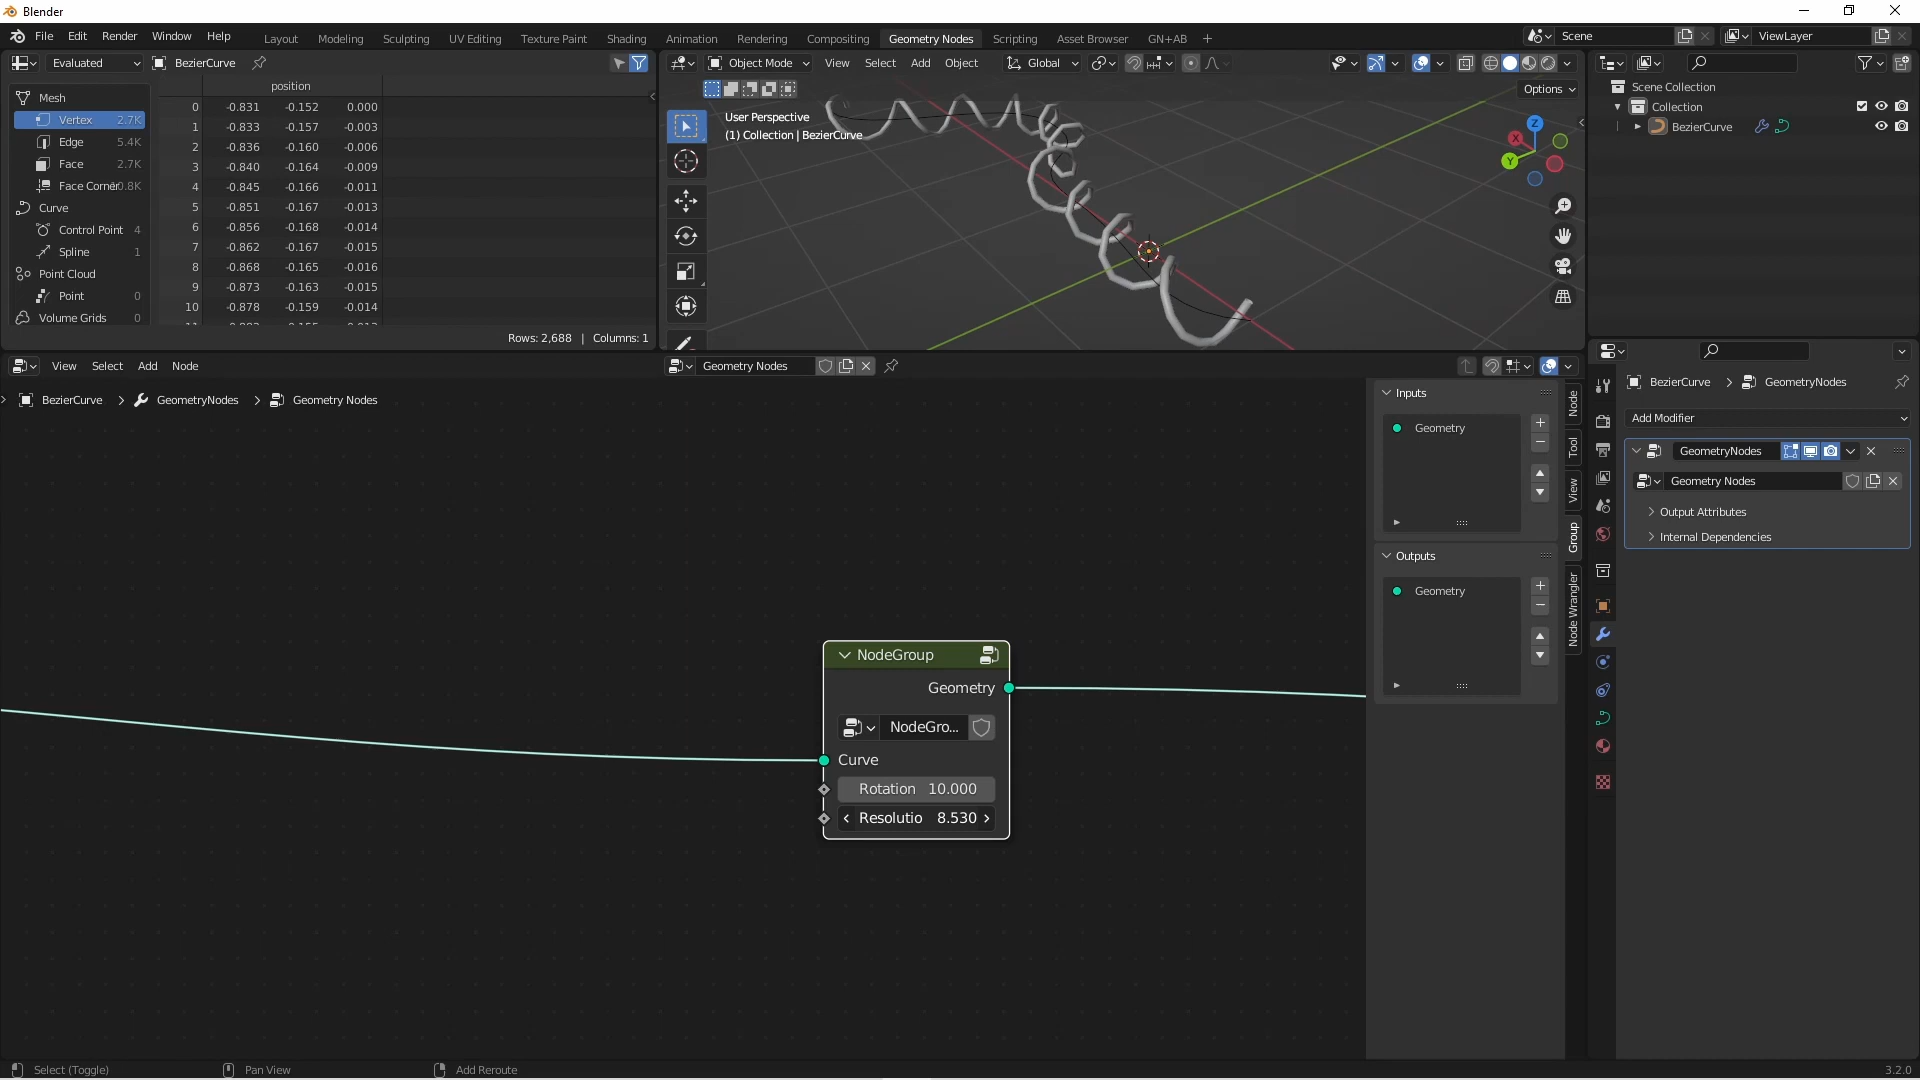 Blender
File Edit Render Window Help
Layout Modeling Sculpting UV Editing Texture Paint Shading Animation Rendering Compositing Geometry Nodes Scripting Asset Browser GN+AB +
Scene
ViewLayer
Evaluated
BezierCurve
Object Mode View Select Add Object
Global
Options
position
0 -0.831 -0.152 0.000
1 -0.833 -0.157 -0.003
2 -0.836 -0.160 -0.006
3 -0.840 -0.164 -0.009
4 -0.845 -0.166 -0.011
5 -0.851 -0.167 -0.013
6 -0.856 -0.168 -0.014
7 -0.862 -0.167 -0.015
8 -0.868 -0.165 -0.016
9 -0.873 -0.163 -0.015
10 -0.878 -0.159 -0.014
Mesh
Vertex 2.7K
Edge 5.4K
Face 2.7K
Face Corner 0.8K
Curve
Control Point 4
Spline 1
Point Cloud
Point 0
Volume Grids 0
Rows: 2,688 | Columns: 1
User Perspective
(1) Collection | BezierCurve
Z
X
Y
Scene Collection
Collection
BezierCurve
View Select Add Node
Geometry Nodes
BezierCurve > GeometryNodes > Geometry Nodes
NodeGroup
Geometry
NodeGro...
Curve
Rotation 10.000
Resolutio 8.530
Inputs
Geometry
Outputs
Geometry
Node
Tool
View
Group
Node Wrangler
BezierCurve > GeometryNodes
Add Modifier
GeometryNodes
Geometry Nodes
Output Attributes
Internal Dependencies
Select (Toggle)
Pan View
Add Reroute
3.2.0